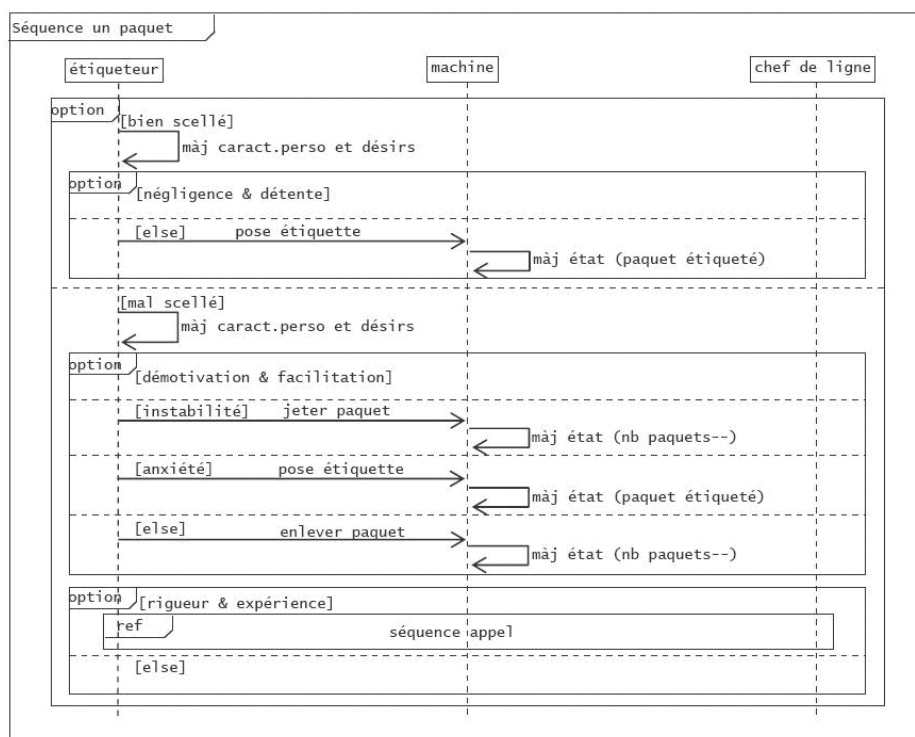 Séquence un paquet
étiqueteur
machine
chef de ligne
option
[bien scellé]
màj caract.perso et désirs
option
[négligence & détente]
[else] pose étiquette
màj état (paquet étiqueté)
[mal scellé]
màj caract.perso et désirs
option
[démotivation & facilitation]
[instabilité] jeter paquet
màj état (nb paquets--)
[anxiété] pose étiquette
màj état (paquet étiqueté)
[else] enlever paquet
màj état (nb paquets--)
option
[rigueur & expérience]
ref
séquence appel
[else]